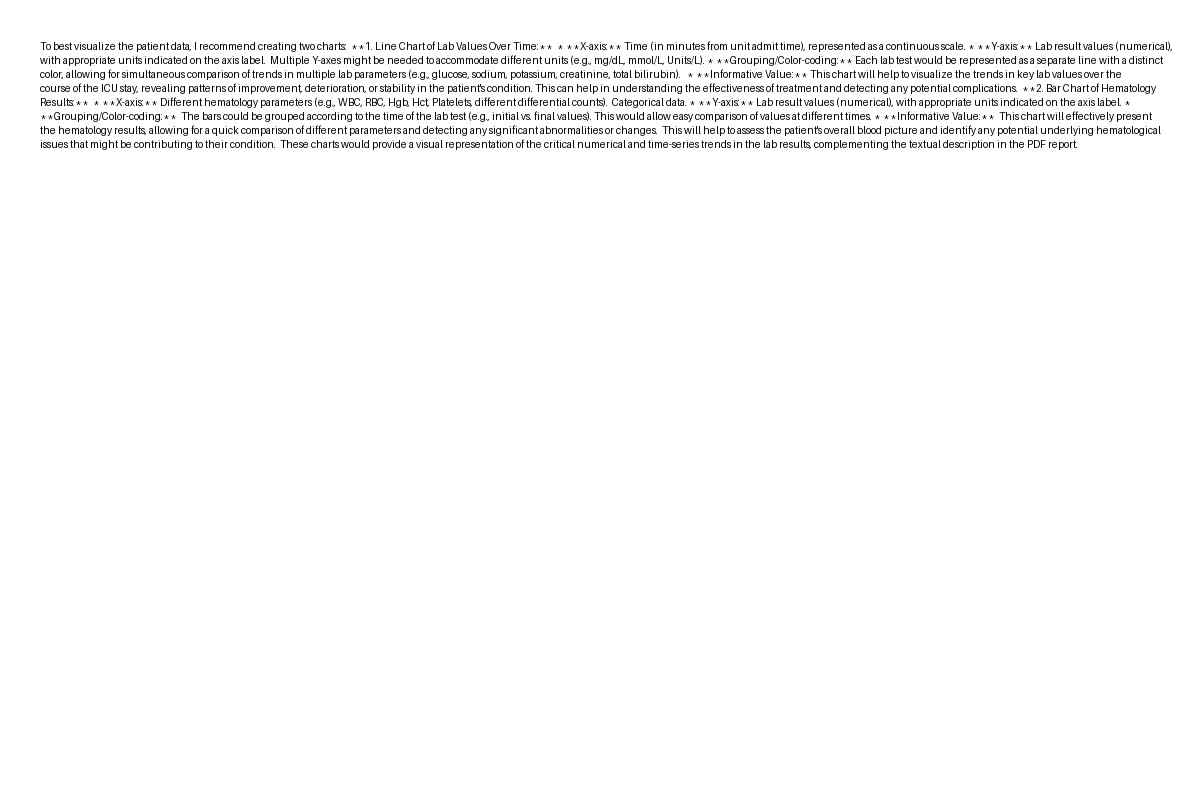 To best visualize the patient data, I recommend creating two charts:  **1. Line Chart of Lab Values Over Time:**  * **X-axis:** Time (in minutes from unit admit time), represented as a continuous scale. * **Y-axis:** Lab result values (numerical),
with appropriate units indicated on the axis label.  Multiple Y-axes might be needed to accommodate different units (e.g., mg/dL, mmol/L, Units/L). * **Grouping/Color-coding:** Each lab test would be represented as a separate line with a distinct
color, allowing for simultaneous comparison of trends in multiple lab parameters (e.g., glucose, sodium, potassium, creatinine, total bilirubin).  * **Informative Value:** This chart will help to visualize the trends in key lab values over the
course of the ICU stay, revealing patterns of improvement, deterioration, or stability in the patient's condition. This can help in understanding the effectiveness of treatment and detecting any potential complications.  **2. Bar Chart of Hematology
Results:**  * **X-axis:** Different hematology parameters (e.g., WBC, RBC, Hgb, Hct, Platelets, different differential counts).  Categorical data. * **Y-axis:** Lab result values (numerical), with appropriate units indicated on the axis label. *
**Grouping/Color-coding:**  The bars could be grouped according to the time of the lab test (e.g., initial vs. final values). This would allow easy comparison of values at different times. * **Informative Value:**  This chart will effectively present
the hematology results, allowing for a quick comparison of different parameters and detecting any significant abnormalities or changes.  This will help to assess the patient's overall blood picture and identify any potential underlying hematological
issues that might be contributing to their condition.  These charts would provide a visual representation of the critical numerical and time-series trends in the lab results, complementing the textual description in the PDF report.